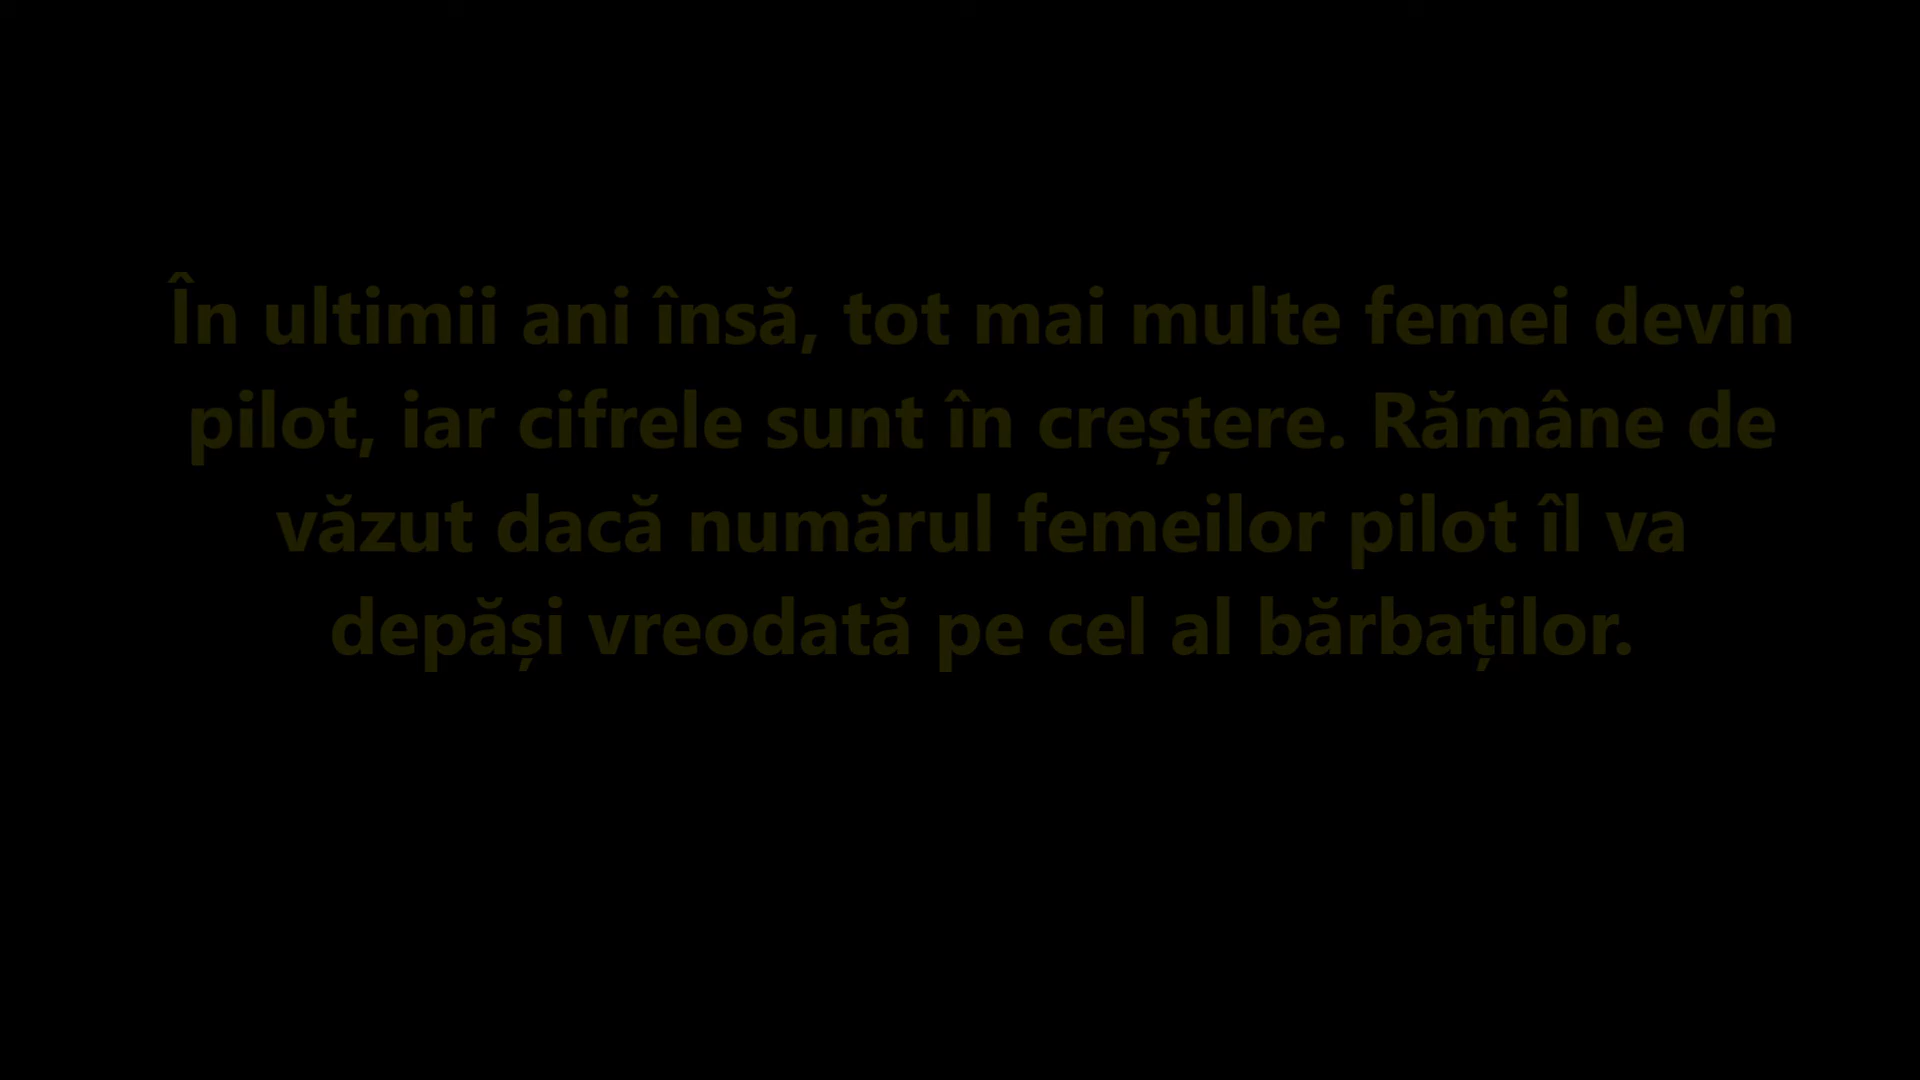 În ultimii ani însă, tot mai multe femei devin
pilot, iar cifrele sunt în creștere. Rămâne de
văzut dacă numărul femeilor pilot îl va
depăși vreodată pe cel al bărbaților.